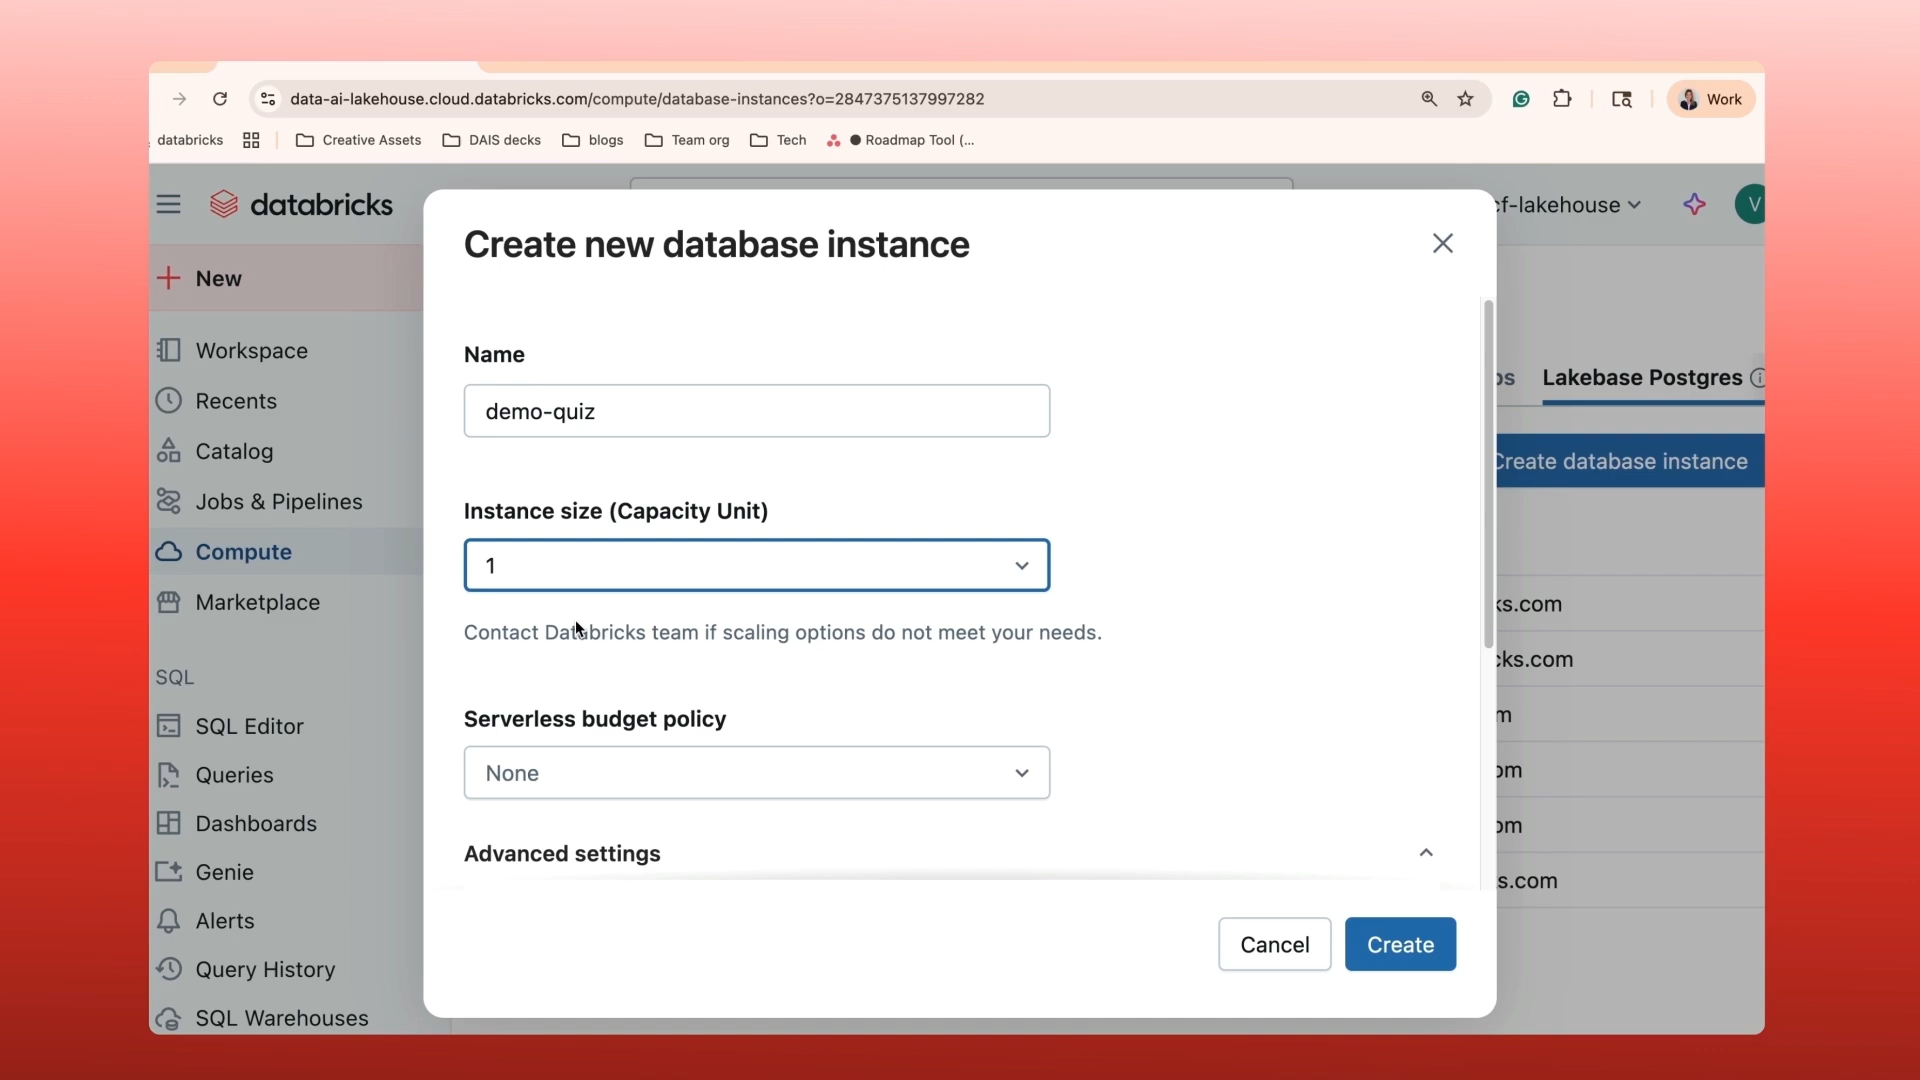 data-ai-lakehouse.cloud.databricks.com/compute/database-instances?o=2847375137997282
Work
databricks
Creative Assets
DAIS decks
blogs
Team org
Tech
Roadmap Tool (...
databricks
cf-lakehouse
V
Create new database instance
New
Name
demo-quiz
Workspace
Recents
Catalog
Jobs & Pipelines
Compute
Marketplace
Lakebase Postgres
Create database instance
Instance size (Capacity Unit)
1
Contact Databricks team if scaling options do not meet your needs.
ks.com
cks.com
m
om
om
s.com
SQL
SQL Editor
Queries
Dashboards
Genie
Alerts
Query History
SQL Warehouses
Serverless budget policy
None
Advanced settings
Cancel
Create